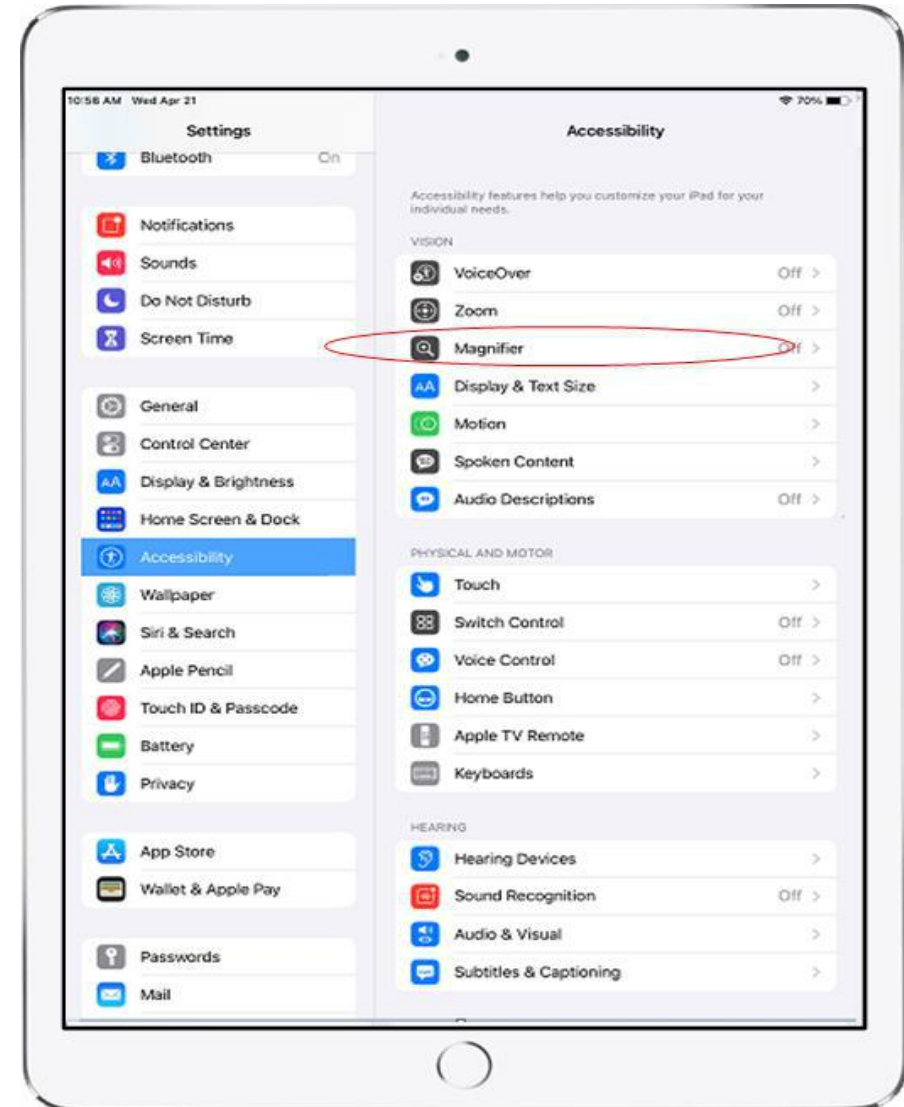 10:56 AM Wed Apr 21
70%
Settings
Bluetooth On
Notifications
Sounds
Do Not Disturb
Screen Time
General
Control Center
Display & Brightness
Home Screen & Dock
Accessibility
Wallpaper
Siri & Search
Apple Pencil
Touch ID & Passcode
Battery
Privacy
App Store
Wallet & Apple Pay
Passwords
Mail
Accessibility
Accessibility features help you customize your iPad for your
individual needs.
VISION
VoiceOver Off
Zoom Off
Magnifier Off
Display & Text Size
Motion
Spoken Content
Audio Descriptions Off
PHYSICAL AND MOTOR
Touch
Switch Control Off
Voice Control Off
Home Button
Apple TV Remote
Keyboards
HEARING
Hearing Devices
Sound Recognition Off
Audio & Visual
Subtitles & Captioning